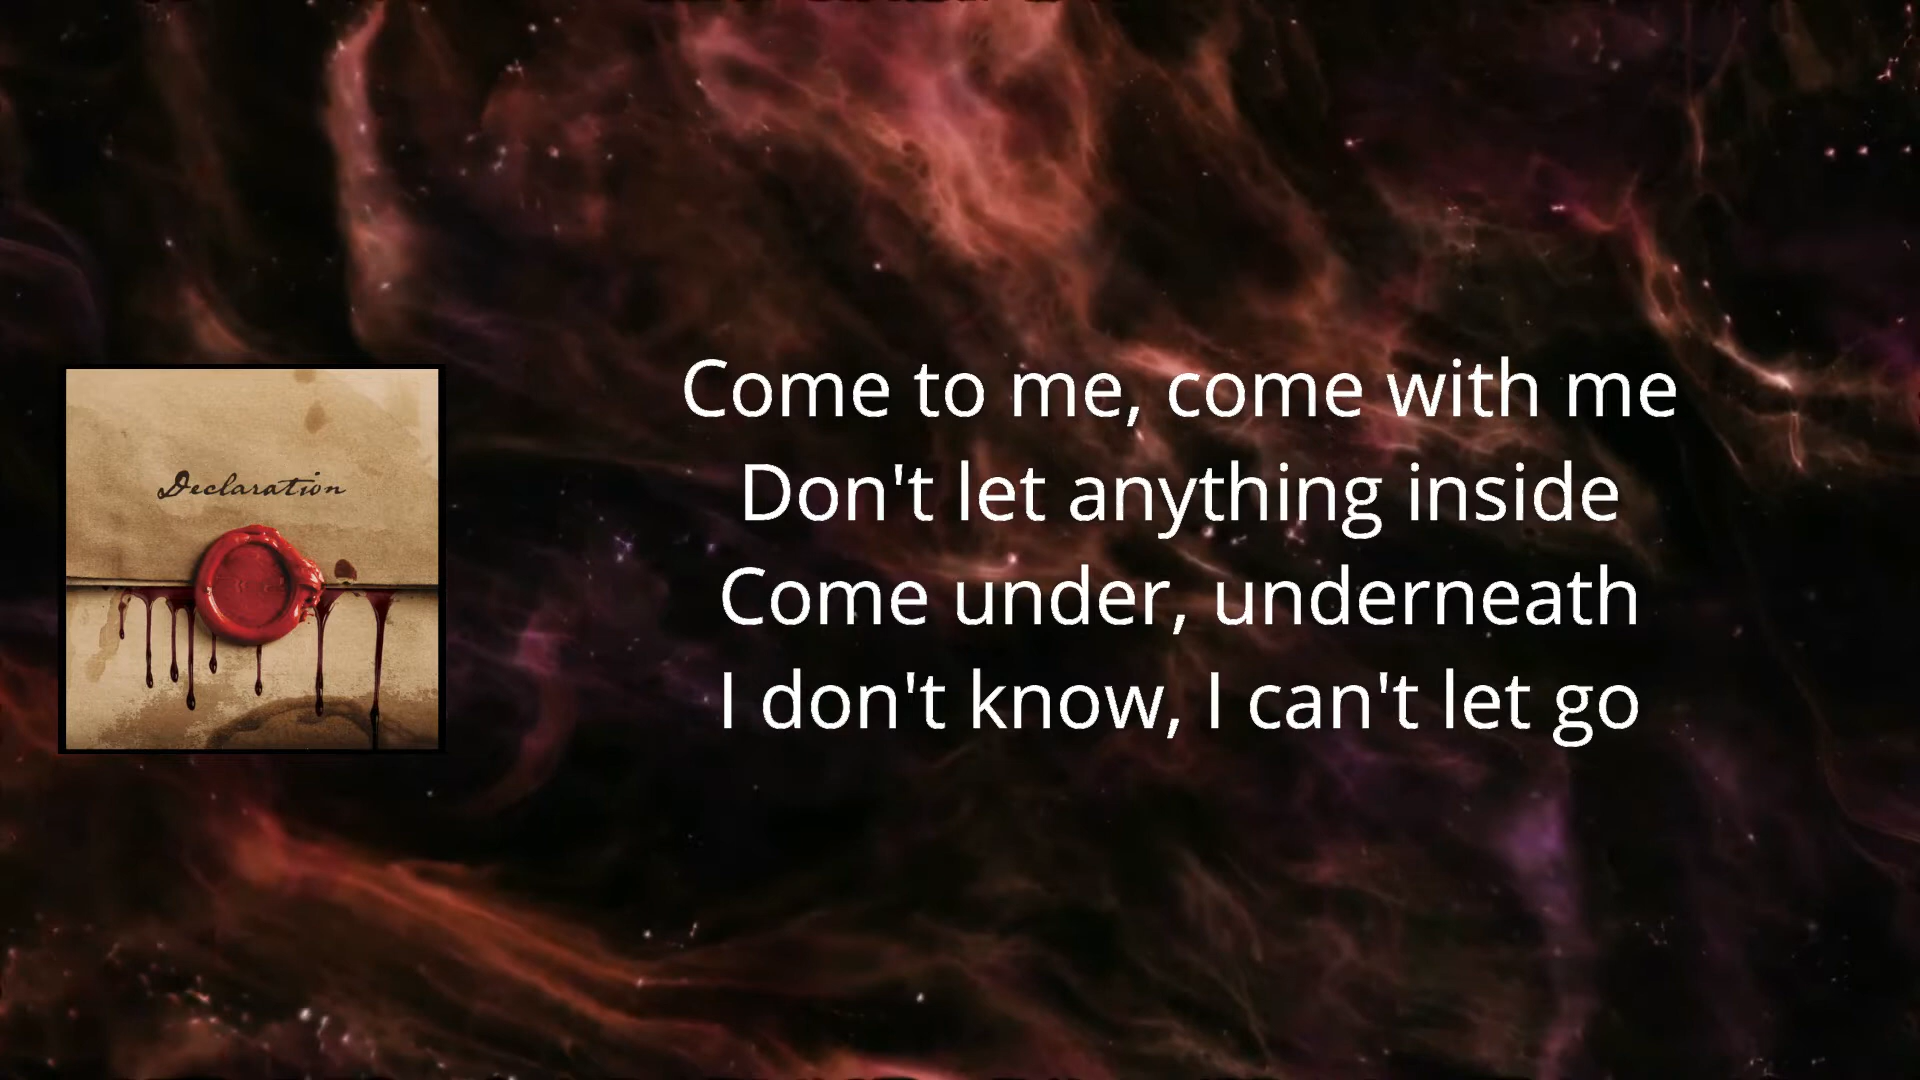 Declaration
Come to me, come with me
Don't let anything inside
Come under, underneath
I don't know, I can't let go